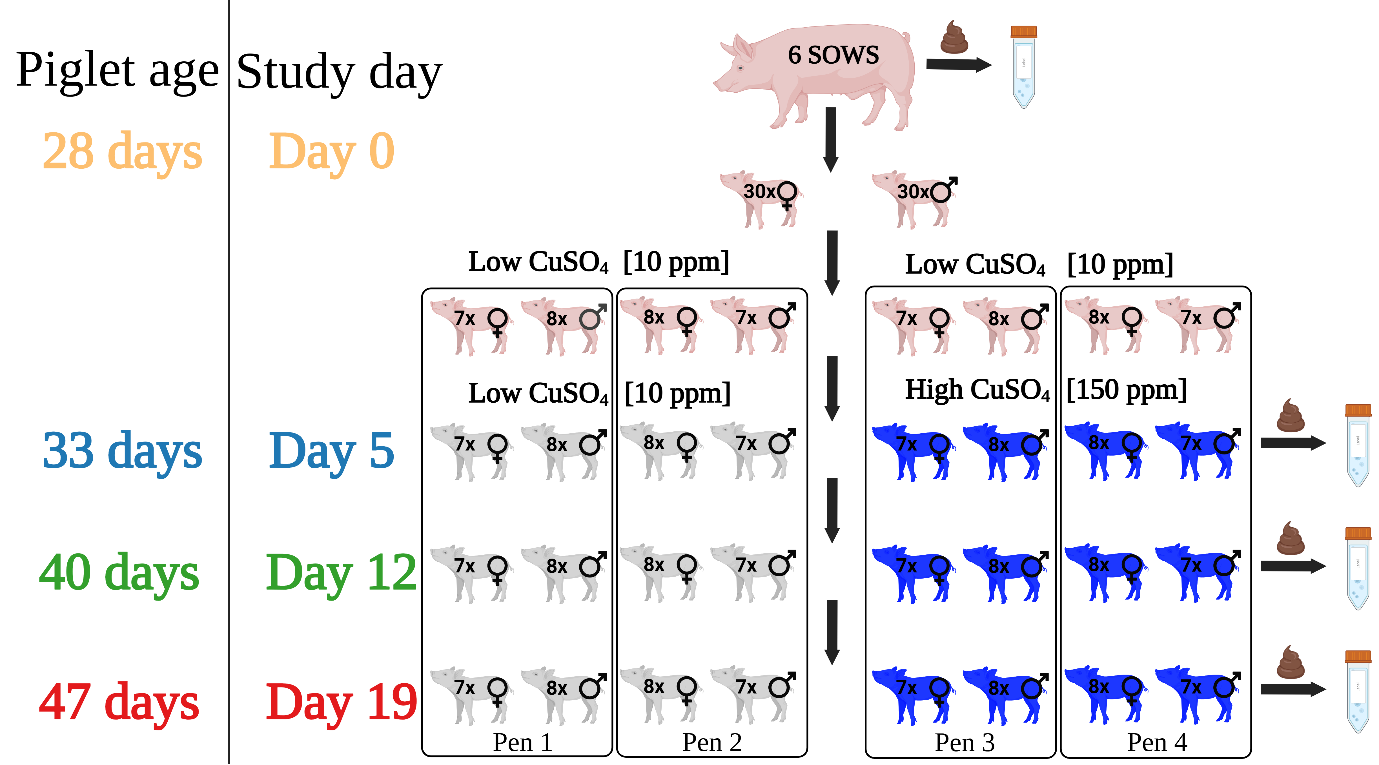 Piglet age Study day
6 SOWS
28 days Day 0
30x♀ 30x♂
Low CuSO₄ [10 ppm] Low CuSO₄ [10 ppm]
7x ♀ 8x ♂ 8x ♀ 7x ♂ 7x ♀ 8x ♂ 8x ♀ 7x ♂
Low CuSO₄ [10 ppm] High CuSO₄ [150 ppm]
33 days Day 5 7x ♀ 8x ♂ 8x ♀ 7x ♂ 7x ♀ 8x ♂ 8x ♀ 7x ♂
40 days Day 12 7x ♀ 8x ♂ 8x ♀ 7x ♂ 7x ♀ 8x ♂ 8x ♀ 7x ♂
47 days Day 19 7x ♀ 8x ♂ 8x ♀ 7x ♂ 7x ♀ 8x ♂ 8x ♀ 7x ♂
Pen 1 Pen 2 Pen 3 Pen 4